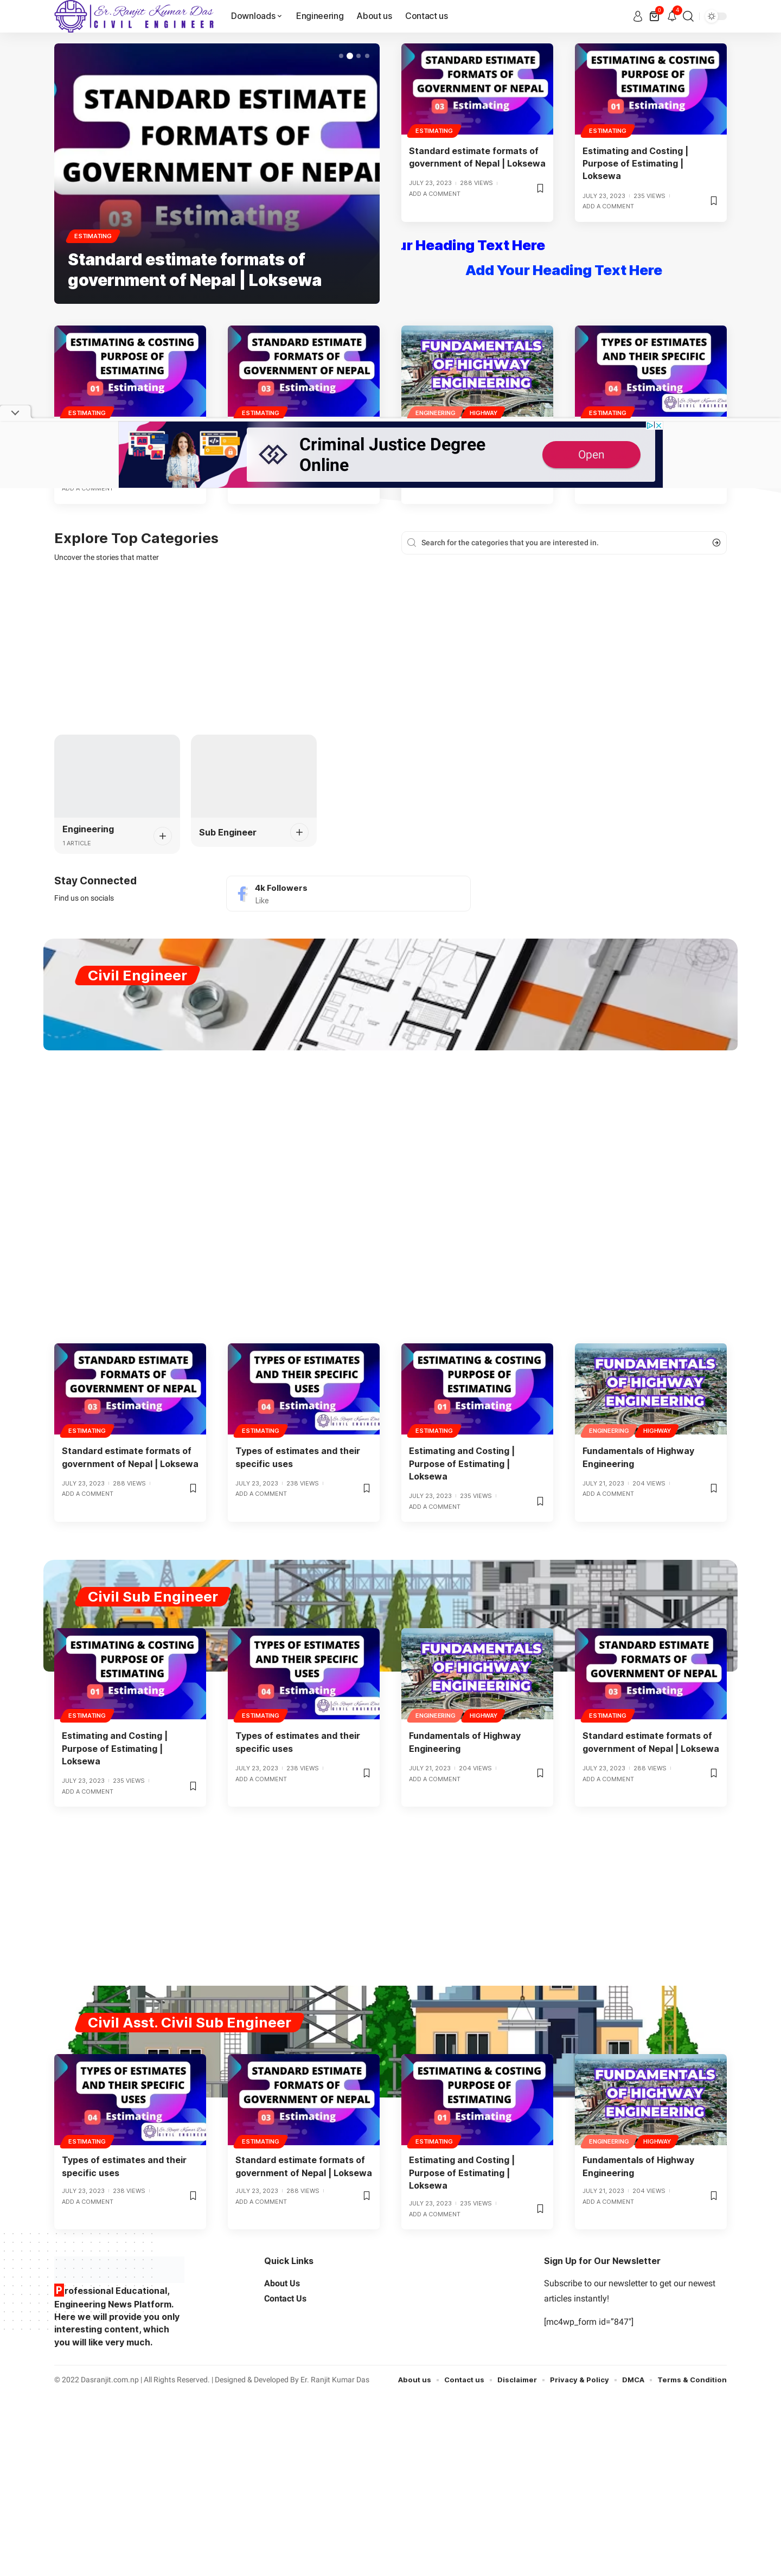 Er. Ranjit Kumar Das
CIVIL ENGINEER
Downloads
Engineering
About us
Contact us
0
4
STANDARD ESTIMATE
FORMATS OF
GOVERNMENT OF NEPAL
03 Estimating
ESTIMATING
Standard estimate formats of
government of Nepal | Loksewa
STANDARD ESTIMATE
FORMATS OF
GOVERNMENT OF NEPAL
03 Estimating
ESTIMATING
Standard estimate formats of
government of Nepal | Loksewa
JULY 23, 2023 288 VIEWS
ADD A COMMENT
ESTIMATING & COSTING
PURPOSE OF
ESTIMATING
01 Estimating
ESTIMATING
Estimating and Costing |
Purpose of Estimating |
Loksewa
JULY 23, 2023 235 VIEWS
ADD A COMMENT
ur Heading Text Here
Add Your Heading Text Here
ESTIMATING & COSTING
PURPOSE OF
ESTIMATING
01 Estimating
ESTIMATING
STANDARD ESTIMATE
FORMATS OF
GOVERNMENT OF NEPAL
03 Estimating
ESTIMATING
FUNDAMENTALS
OF HIGHWAY
ENGINEERING
ENGINEERING HIGHWAY
TYPES OF ESTIMATES
AND THEIR SPECIFIC
USES
04 Estimating
Er. Ranjit Kumar Das
ESTIMATING
Criminal Justice Degree
Online
Open
ADD A COMMENT
Explore Top Categories
Uncover the stories that matter
Search for the categories that you are interested in.
Engineering
1 ARTICLE
Sub Engineer
Stay Connected
Find us on socials
4k Followers
Like
Civil Engineer
STANDARD ESTIMATE
FORMATS OF
GOVERNMENT OF NEPAL
03 Estimating
ESTIMATING
Standard estimate formats of
government of Nepal | Loksewa
JULY 23, 2023 288 VIEWS
ADD A COMMENT
TYPES OF ESTIMATES
AND THEIR SPECIFIC
USES
04 Estimating
Er. Ranjit Kumar Das
ESTIMATING
Types of estimates and their
specific uses
JULY 23, 2023 238 VIEWS
ADD A COMMENT
ESTIMATING & COSTING
PURPOSE OF
ESTIMATING
01 Estimating
ESTIMATING
Estimating and Costing |
Purpose of Estimating |
Loksewa
JULY 23, 2023 235 VIEWS
ADD A COMMENT
FUNDAMENTALS
OF HIGHWAY
ENGINEERING
ENGINEERING HIGHWAY
Fundamentals of Highway
Engineering
JULY 21, 2023 204 VIEWS
ADD A COMMENT
Civil Sub Engineer
ESTIMATING & COSTING
PURPOSE OF
ESTIMATING
01 Estimating
ESTIMATING
Estimating and Costing |
Purpose of Estimating |
Loksewa
JULY 23, 2023 235 VIEWS
ADD A COMMENT
TYPES OF ESTIMATES
AND THEIR SPECIFIC
USES
04 Estimating
Er. Ranjit Kumar Das
ESTIMATING
Types of estimates and their
specific uses
JULY 23, 2023 238 VIEWS
ADD A COMMENT
FUNDAMENTALS
OF HIGHWAY
ENGINEERING
ENGINEERING HIGHWAY
Fundamentals of Highway
Engineering
JULY 21, 2023 204 VIEWS
ADD A COMMENT
STANDARD ESTIMATE
FORMATS OF
GOVERNMENT OF NEPAL
03 Estimating
ESTIMATING
Standard estimate formats of
government of Nepal | Loksewa
JULY 23, 2023 288 VIEWS
ADD A COMMENT
Civil Asst. Civil Sub Engineer
TYPES OF ESTIMATES
AND THEIR SPECIFIC
USES
04 Estimating
Er. Ranjit Kumar Das
ESTIMATING
Types of estimates and their
specific uses
JULY 23, 2023 238 VIEWS
ADD A COMMENT
STANDARD ESTIMATE
FORMATS OF
GOVERNMENT OF NEPAL
03 Estimating
ESTIMATING
Standard estimate formats of
government of Nepal | Loksewa
JULY 23, 2023 288 VIEWS
ADD A COMMENT
ESTIMATING & COSTING
PURPOSE OF
ESTIMATING
01 Estimating
ESTIMATING
Estimating and Costing |
Purpose of Estimating |
Loksewa
JULY 23, 2023 235 VIEWS
ADD A COMMENT
FUNDAMENTALS
OF HIGHWAY
ENGINEERING
ENGINEERING HIGHWAY
Fundamentals of Highway
Engineering
JULY 21, 2023 204 VIEWS
ADD A COMMENT
Professional Educational,
Engineering News Platform.
Here we will provide you only
interesting content, which
you will like very much.
Quick Links
About Us
Contact Us
Sign Up for Our Newsletter
Subscribe to our newsletter to get our newest
articles instantly!
[mc4wp_form id="847"]
© 2022 Dasranjit.com.np | All Rights Reserved. | Designed & Developed By Er. Ranjit Kumar Das
About us
Contact us
Disclaimer
Privacy & Policy
DMCA
Terms & Condition